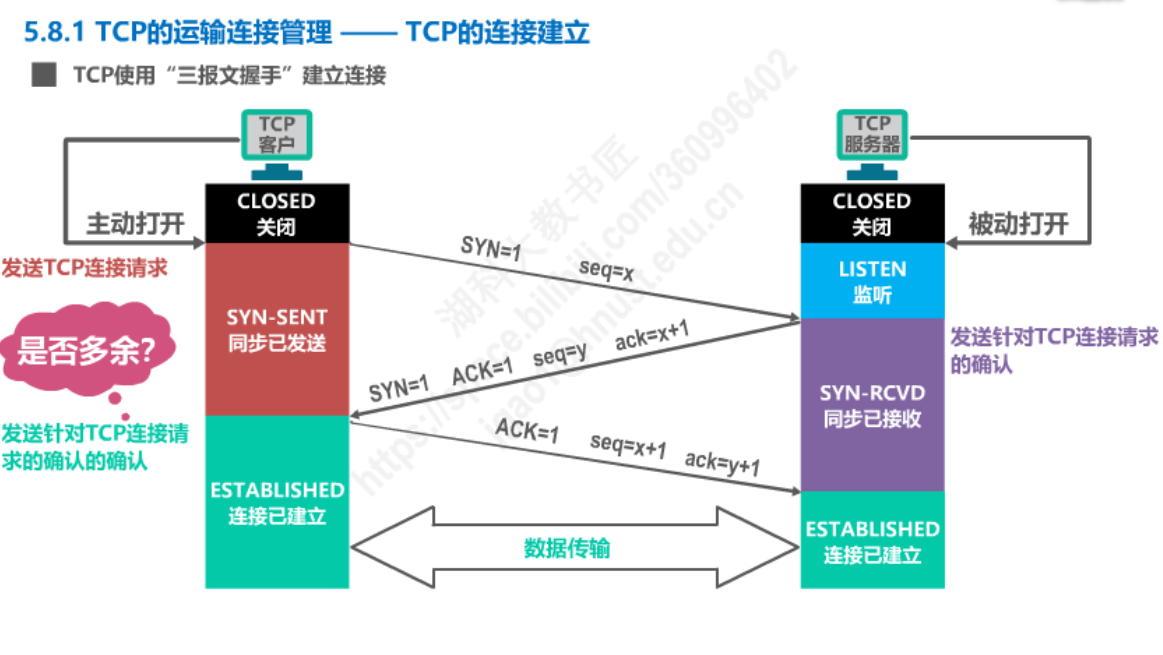 5.8.1 TCP的运输连接管理 —— TCP的连接建立
TCP使用“三报文握手”建立连接
TCP
客户
TCP
服务器
CLOSED
关闭
CLOSED
关闭
主动打开
被动打开
发送TCP连接请求
SYN=1 seq=x
LISTEN
监听
SYN-SENT
同步已发送
是否多余?
发送针对TCP连接请求
的确认
SYN=1 ACK=1 seq=y ack=x+1
SYN-RCVD
同步已接收
发送针对TCP连接请
求的确认的确认
ACK=1 seq=x+1 ack=y+1
ESTABLISHED
连接已建立
ESTABLISHED
连接已建立
数据传输
湖科大教书匠
https://space.bilibili.com/360996402